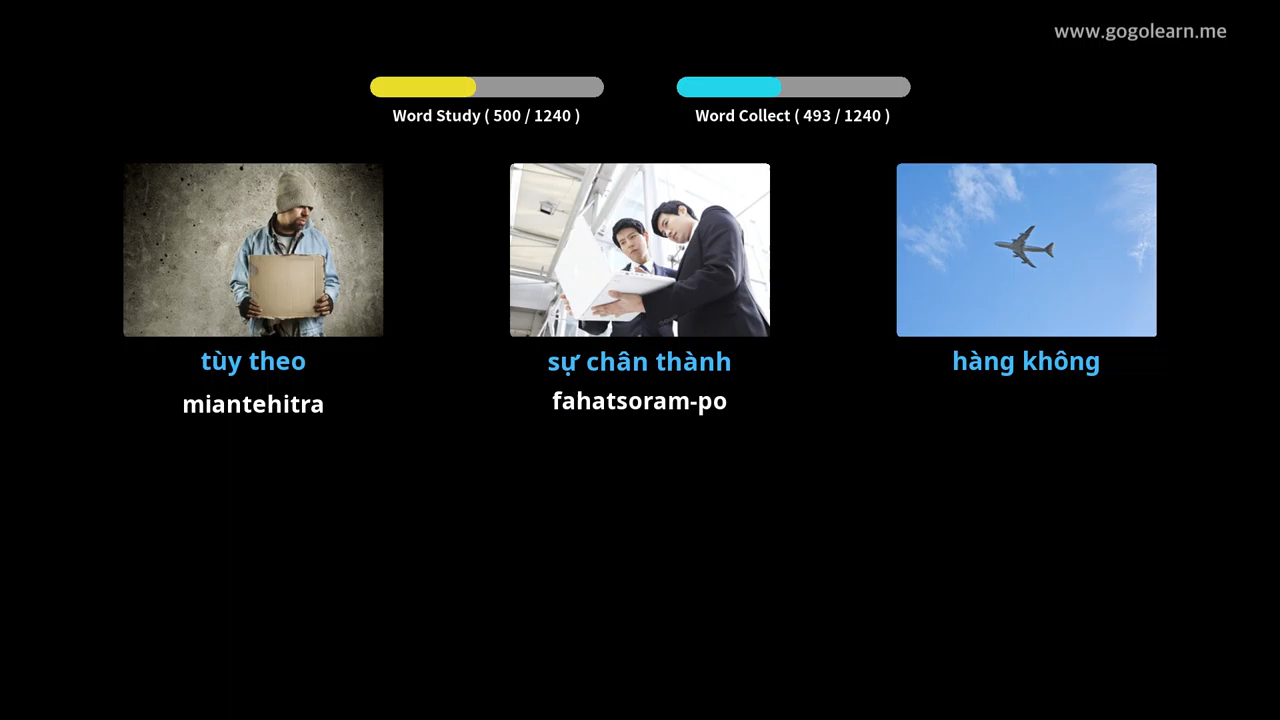 www.gogolearn.me
Word Study ( 500 / 1240 )
Word Collect ( 493 / 1240 )
tùy theo
sự chân thành
hàng không
miantehitra
fahatsoram-po